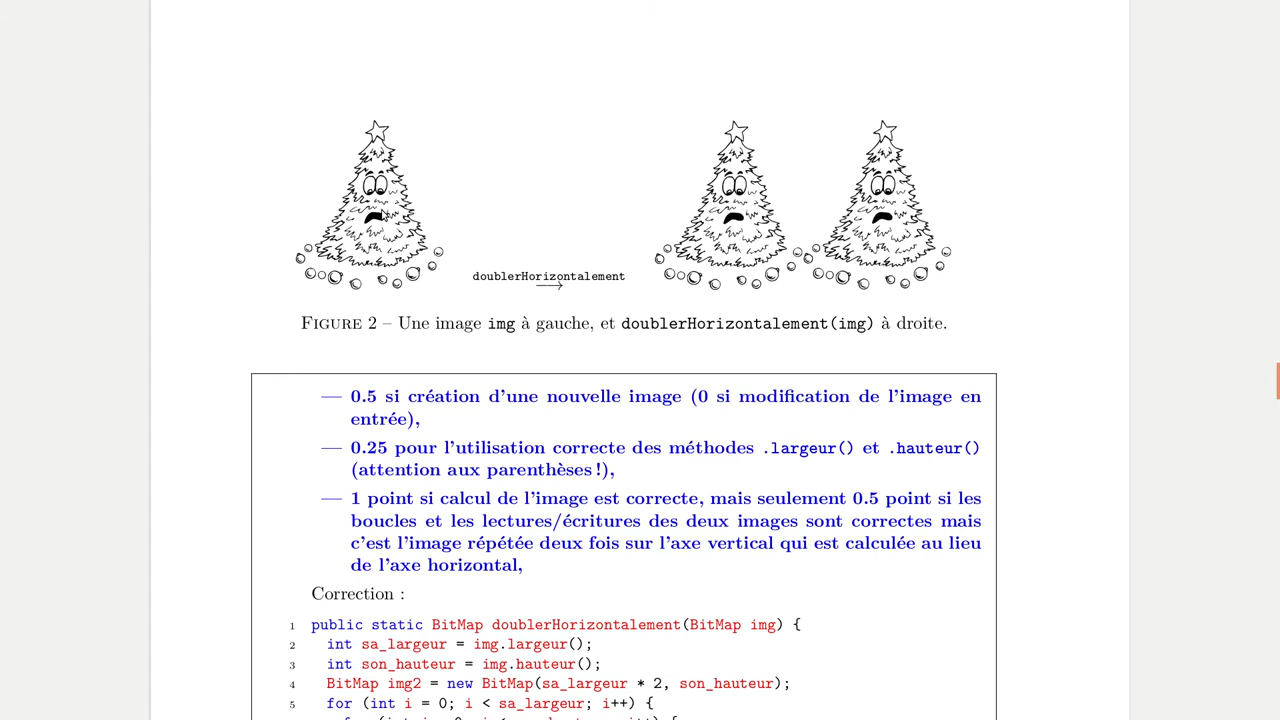 doublerHorizontalement
→
FIGURE 2 – Une image img à gauche, et doublerHorizontalement(img) à droite.
— 0.5 si création d'une nouvelle image (0 si modification de l'image en
entrée),
— 0.25 pour l'utilisation correcte des méthodes .largeur() et .hauteur()
(attention aux parenthèses !),
— 1 point si calcul de l'image est correcte, mais seulement 0.5 point si les
boucles et les lectures/écritures des deux images sont correctes mais
c'est l'image répétée deux fois sur l'axe vertical qui est calculée au lieu
de l'axe horizontal,
Correction :
1 public static BitMap doublerHorizontalement(BitMap img) {
2 int sa_largeur = img.largeur();
3 int son_hauteur = img.hauteur();
4 BitMap img2 = new BitMap(sa_largeur * 2, son_hauteur);
5 for (int i = 0; i < sa_largeur; i++) {